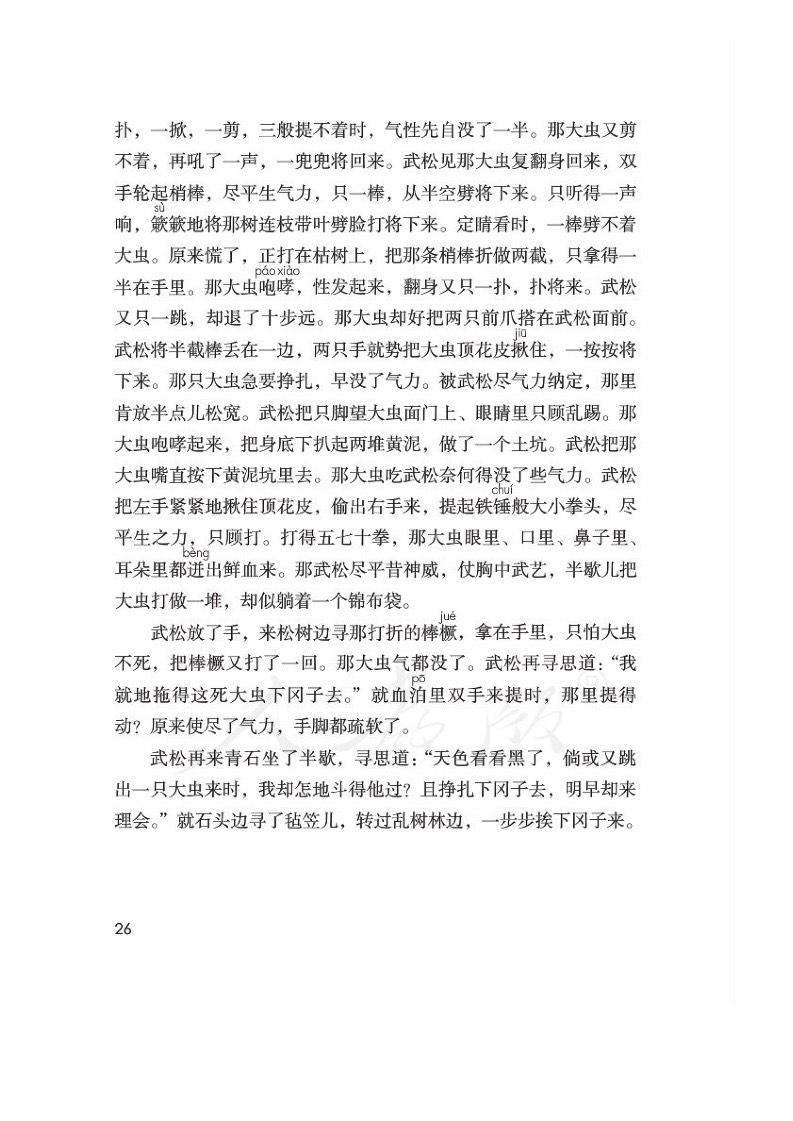 扑，一掀，一剪，三般提不着时，气性先自没了一半。那大虫又剪
不着，再吼了一声，一兜兜将回来。武松见那大虫复翻身回来，双
手轮起梢棒，尽平生气力，只一棒，从半空劈将下来。只听得一声
sù
响，簌簌地将那树连枝带叶劈脸打将下来。定睛看时，一棒劈不着
大虫。原来慌了，正打在枯树上，把那条梢棒折做两截，只拿得一
páo xiào
半在手里。那大虫咆哮，性发起来，翻身又只一扑，扑将来。武松
又只一跳，却退了十步远。那大虫却好把两只前爪搭在武松面前。
jiū
武松将半截棒丢在一边，两只手就势把大虫顶花皮揪住，一按按将
下来。那只大虫急要挣扎，早没了气力。被武松尽气力纳定，那里
肯放半点儿松宽。武松把只脚望大虫面门上、眼睛里只顾乱踢。那
大虫咆哮起来，把身底下扒起两堆黄泥，做了一个土坑。武松把那
大虫嘴直按下黄泥坑里去。那大虫吃武松奈何得没了些气力。武松
chuí
把左手紧紧地揪住顶花皮，偷出右手来，提起铁锤般大小拳头，尽
平生之力，只顾打。打得五七十拳，那大虫眼里、口里、鼻子里、
bèng
耳朵里都迸出鲜血来。那武松尽平昔神威，仗胸中武艺，半歇儿把
大虫打做一堆，却似躺着一个锦布袋。
jué
武松放了手，来松树边寻那打折的棒橛，拿在手里，只怕大虫
不死，把棒橛又打了一回。那大虫气都没了。武松再寻思道：“我
pō
就地拖得这死大虫下冈子去。”就血泊里双手来提时，那里提得
动？原来使尽了气力，手脚都疏软了。
武松再来青石坐了半歇，寻思道：“天色看看黑了，倘或又跳
出一只大虫来时，我却怎地斗得他过？且挣扎下冈子去，明早却来
理会。”就石头边寻了毡笠儿，转过乱树林边，一步步挨下冈子来。
26
人教版®